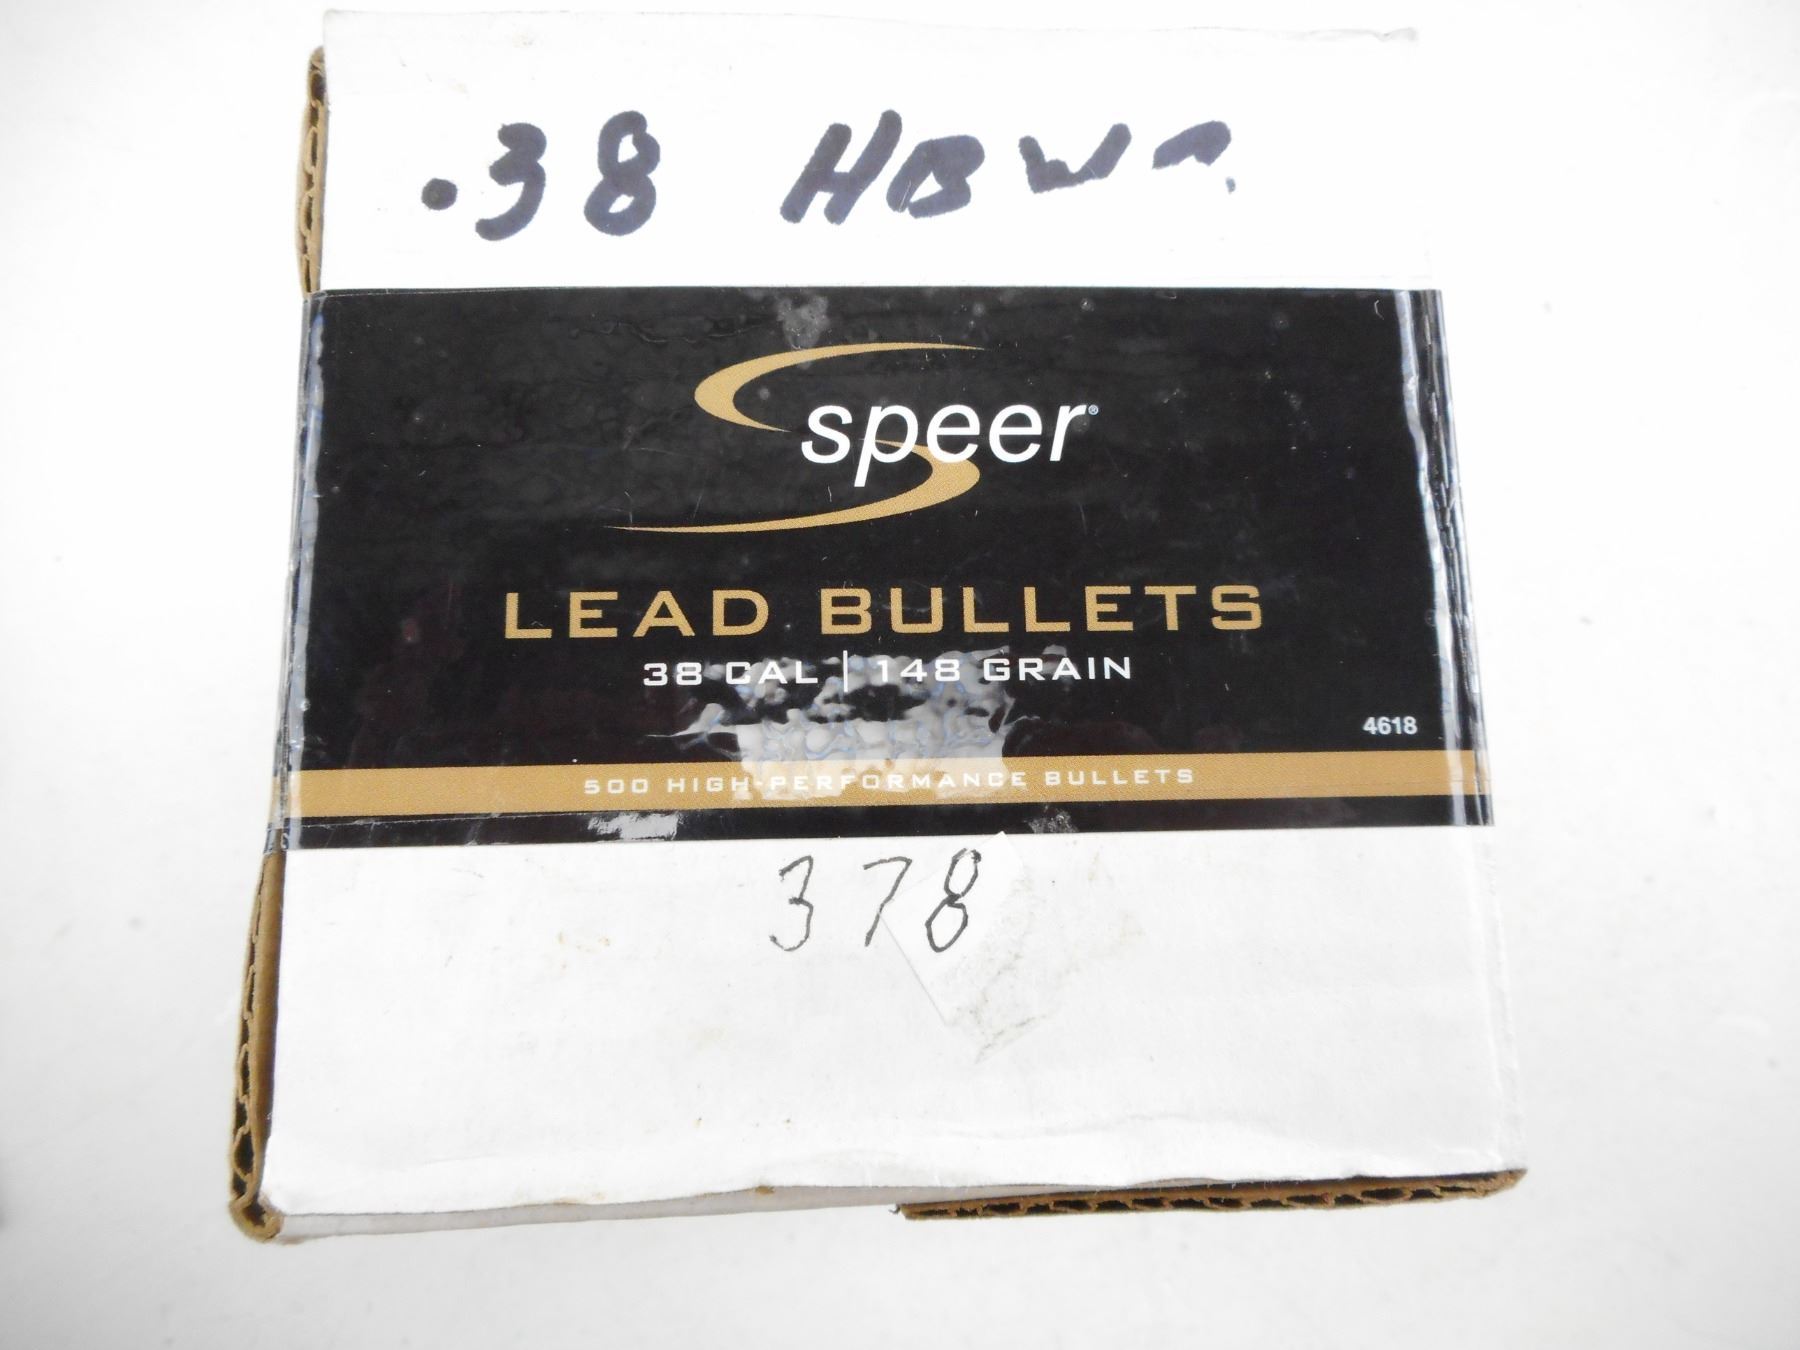 .38 HBW
speer®
LEAD BULLETS
38 CAL | 148 GRAIN
4618
500 HIGH-PERFORMANCE BULLETS
378